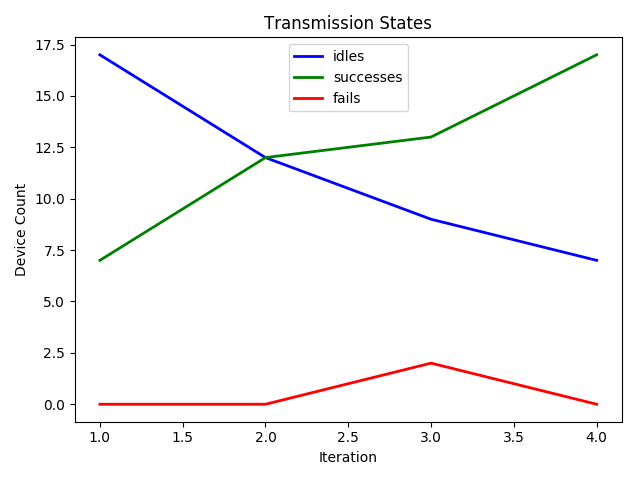 Transmission States
idles
successes
fails
Device Count
17.5
15.0
12.5
10.0
7.5
5.0
2.5
0.0
1.0 1.5 2.0 2.5 3.0 3.5 4.0
Iteration